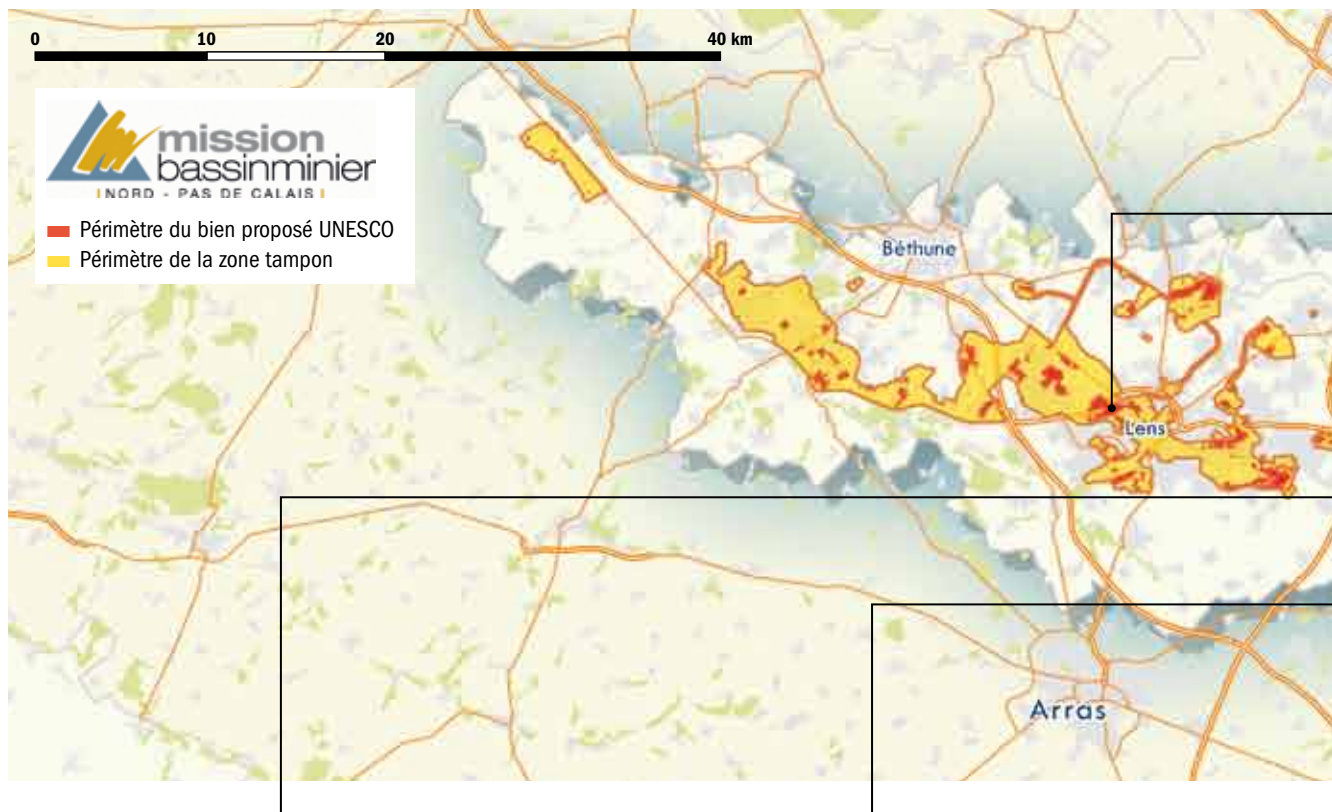 0 10 20 40 km
mission
bassinminier
NORD - PAS DE CALAIS
Périmètre du bien proposé UNESCO
Périmètre de la zone tampon
Béthune
Lens
Arras